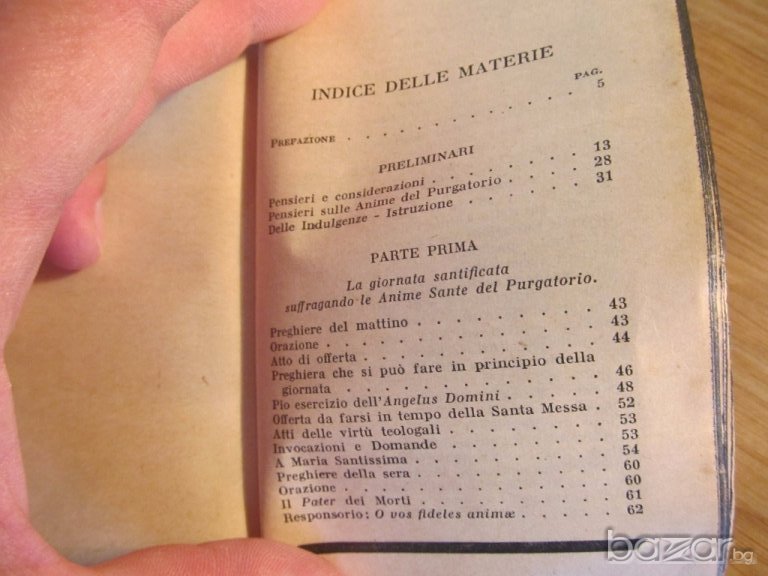 INDICE DELLE MATERIE
PAG.
PREFAZIONE . . . . . . . . . . . . 5
PRELIMINARI
Pensieri e considerazioni . . . . . . . . 13
Pensieri sulle Anime del Purgatorio . . . . 28
Delle Indulgenze - Istruzione . . . . . . 31
PARTE PRIMA
La giornata santificata
suffragando le Anime Sante del Purgatorio.
Preghiere del mattino . . . . . . . . 43
Orazione . . . . . . . . . . . 43
Atto di offerta . . . . . . . . . . 44
Preghiera che si può fare in principio della
giornata . . . . . . . . . . . 46
Pio esercizio dell'Angelus Domini . . . . . 48
Offerta da farsi in tempo della Santa Messa . 52
Atti delle virtù teologali . . . . . . . 53
Invocazioni e Domande . . . . . . . 53
A Maria Santissima . . . . . . . . 54
Preghiere della sera . . . . . . . . 60
Orazione . . . . . . . . . . . 60
Il Pater dei Morti . . . . . . . . 61
Responsorio: O vos fideles animæ . . . . . 62
bazar.bg